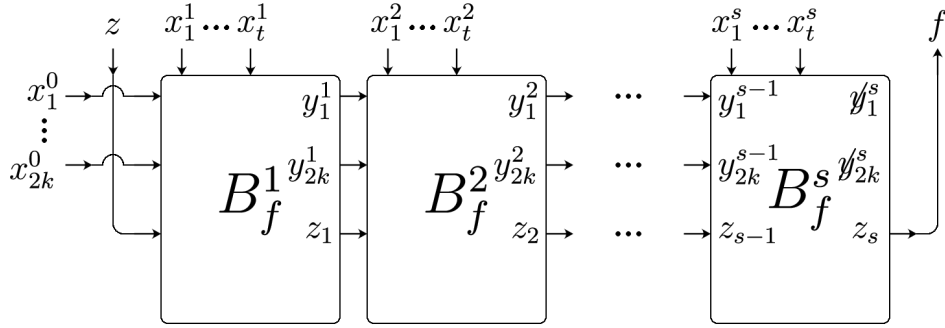 z x_1^1 ... x_t^1 x_1^2 ... x_t^2 x_1^s ... x_t^s f
x_1^0 y_1^1 y_1^2 ... y_1^{s-1} y̸_1^s
⋮
x_{2k}^0 y_{2k}^1 y_{2k}^2 ... y_{2k}^{s-1} y̸_{2k}^s
B_f^1 B_f^2 B_f^s
z_1 z_2 ... z_{s-1} z_s